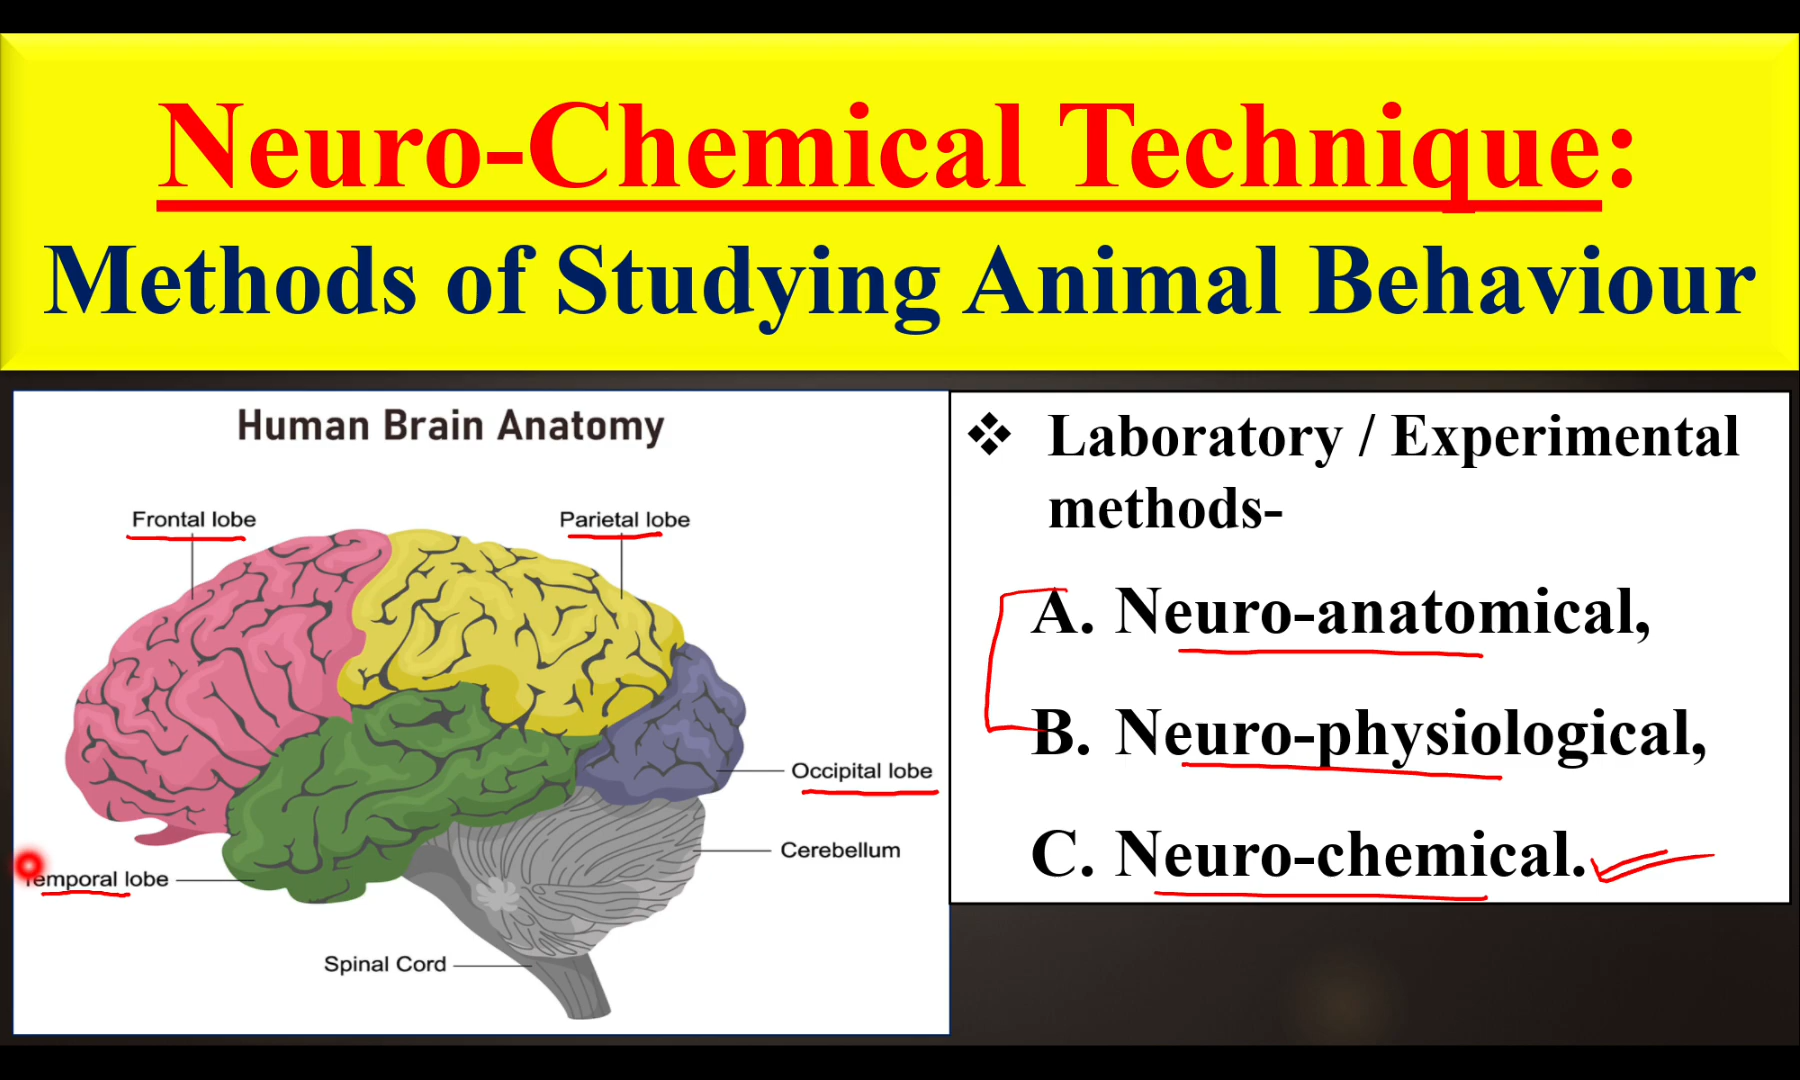 Neuro-Chemical Technique:
Methods of Studying Animal Behaviour
Human Brain Anatomy
Frontal lobe
Parietal lobe
Occipital lobe
Cerebellum
Temporal lobe
Spinal Cord
❖ Laboratory / Experimental
methods-
A. Neuro-anatomical,
B. Neuro-physiological,
C. Neuro-chemical.